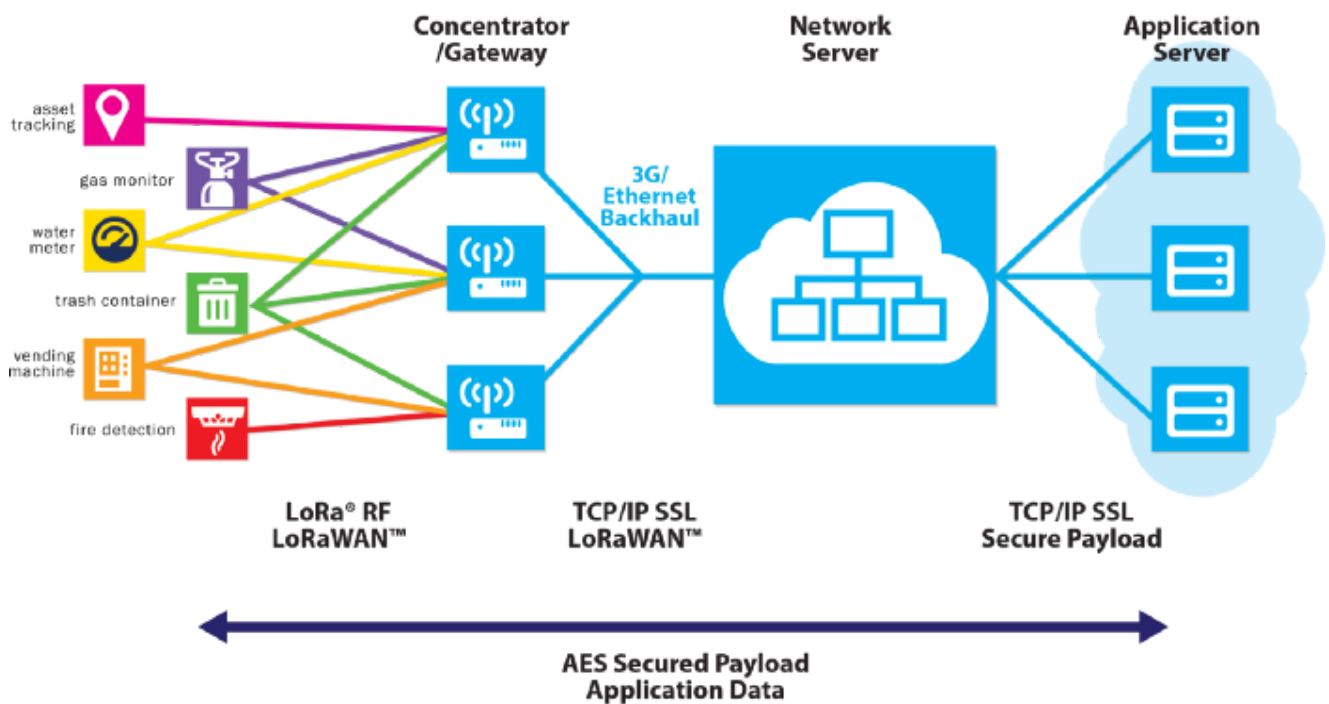 Concentrator
/Gateway
Network
Server
Application
Server
asset
tracking
gas monitor
water
meter
trash container
vending
machine
fire detection
3G/
Ethernet
Backhaul
LoRa® RF
LoRaWAN™
TCP/IP SSL
LoRaWAN™
TCP/IP SSL
Secure Payload
AES Secured Payload
Application Data